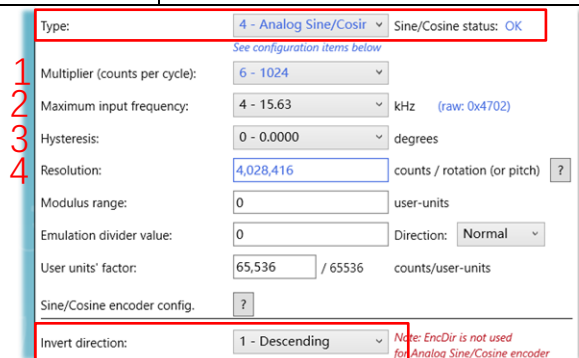 Type: 4 - Analog Sine/Cosir Sine/Cosine status: OK
See configuration items below
1 Multiplier (counts per cycle): 6 - 1024
2 Maximum input frequency: 4 - 15.63 kHz (raw: 0x4702)
3 Hysteresis: 0 - 0.0000 degrees
4 Resolution: 4,028,416 counts / rotation (or pitch) ?
Modulus range: 0 user-units
Emulation divider value: 0 Direction: Normal
User units' factor: 65,536 / 65536 counts/user-units
Sine/Cosine encoder config. ?
Invert direction: 1 - Descending Note: EncDir is not used
for Analog Sine/Cosine encoder